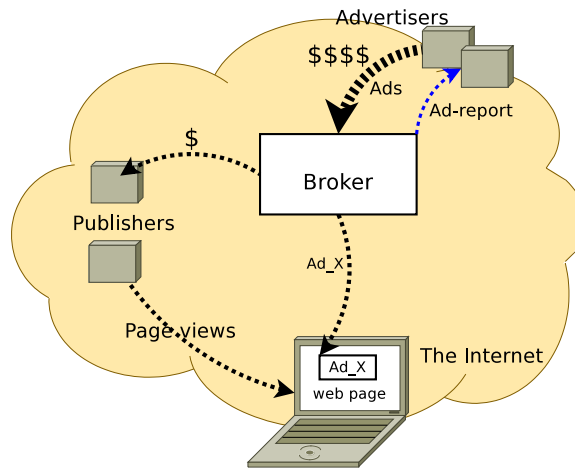 Advertisers
$$$$
Ads
Ad-report
$
Broker
Publishers
Ad_X
Page views
The Internet
Ad_X
web page